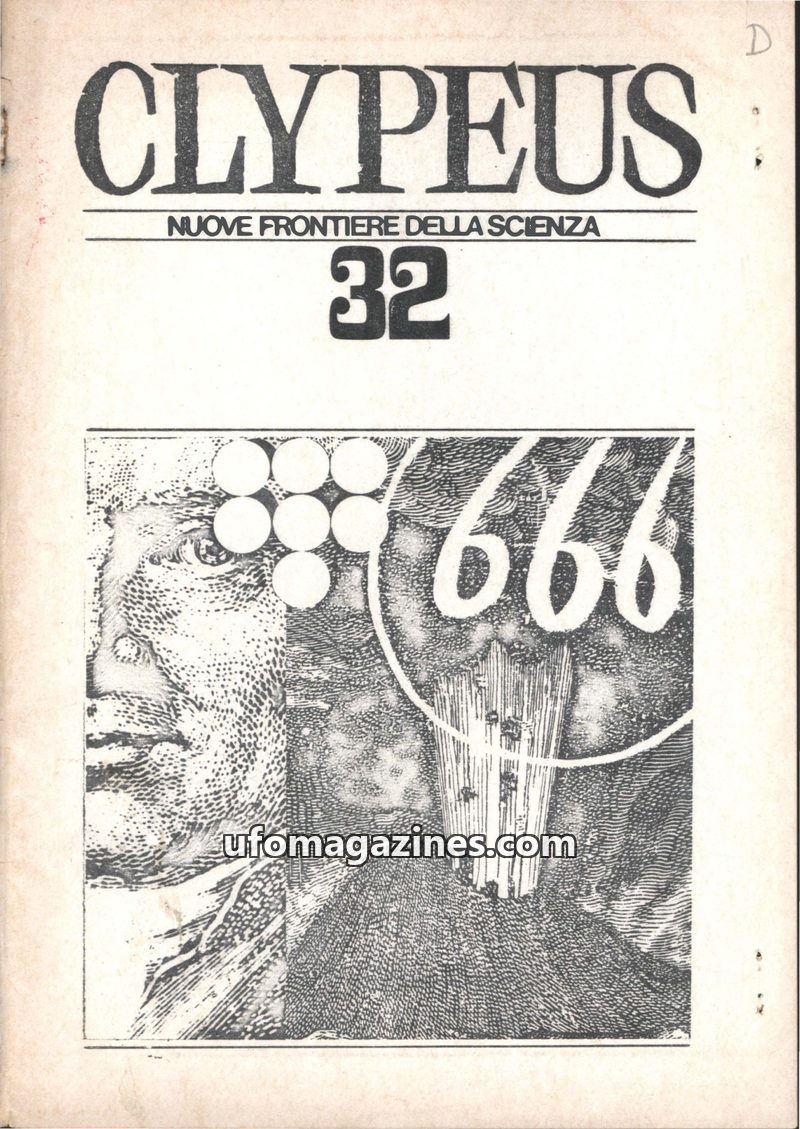 D
CLYPEUS
NUOVE FRONTIERE DELLA SCIENZA
32
666
ufomagazines.com